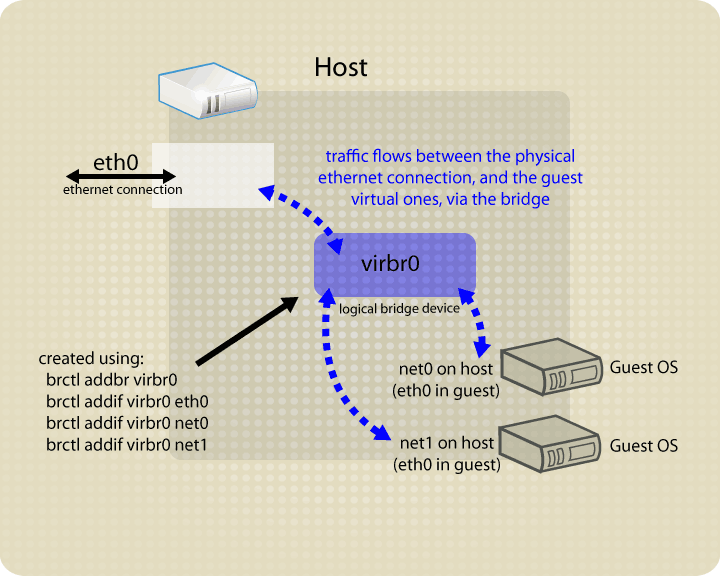 Host
eth0
ethernet connection
traffic flows between the physical
ethernet connection, and the guest
virtual ones, via the bridge
virbr0
logical bridge device
created using:
brctl addbr virbr0
brctl addif virbr0 eth0
brctl addif virbr0 net0
brctl addif virbr0 net1
net0 on host
(eth0 in guest)
Guest OS
net1 on host
(eth0 in guest)
Guest OS